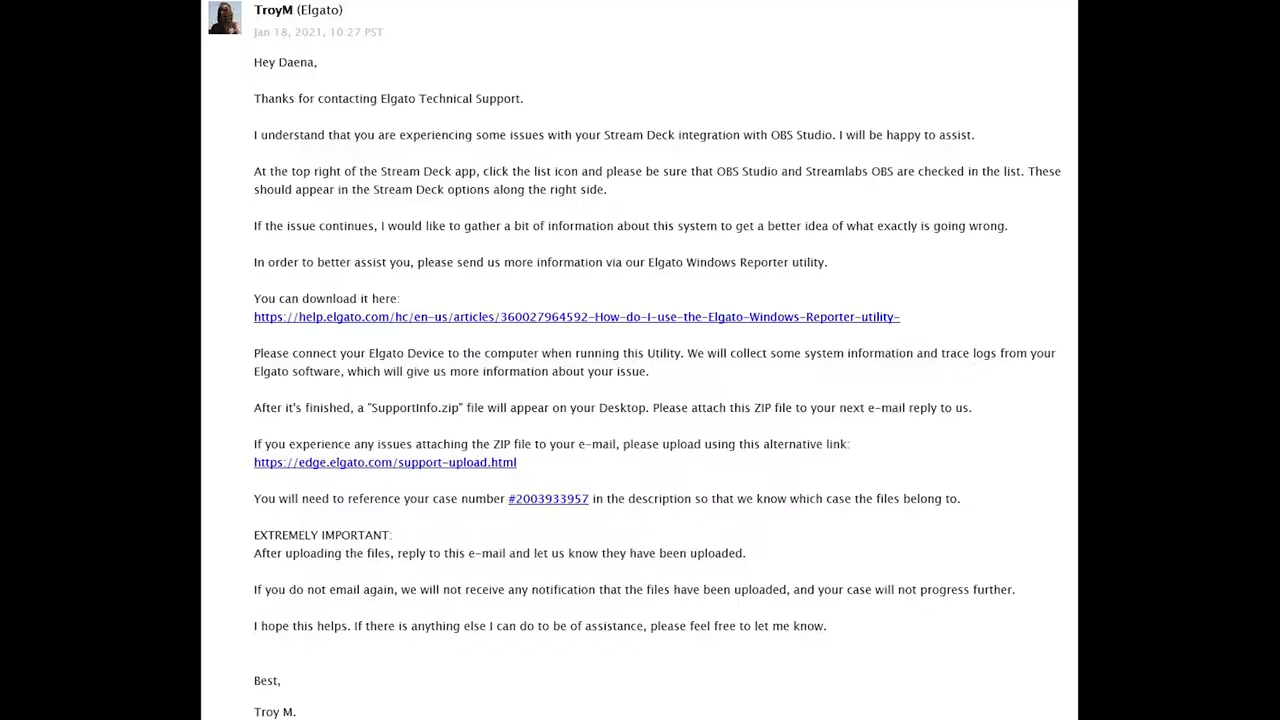 TroyM (Elgato)
Jan 18, 2021, 10:27 PST
Hey Daena,
Thanks for contacting Elgato Technical Support.
I understand that you are experiencing some issues with your Stream Deck integration with OBS Studio. I will be happy to assist.
At the top right of the Stream Deck app, click the list icon and please be sure that OBS Studio and Streamlabs OBS are checked in the list. These
should appear in the Stream Deck options along the right side.
If the issue continues, I would like to gather a bit of information about this system to get a better idea of what exactly is going wrong.
In order to better assist you, please send us more information via our Elgato Windows Reporter utility.
You can download it here:
https://help.elgato.com/hc/en-us/articles/360027964592-How-do-I-use-the-Elgato-Windows-Reporter-utility-
Please connect your Elgato Device to the computer when running this Utility. We will collect some system information and trace logs from your
Elgato software, which will give us more information about your issue.
After it's finished, a "SupportInfo.zip" file will appear on your Desktop. Please attach this ZIP file to your next e-mail reply to us.
If you experience any issues attaching the ZIP file to your e-mail, please upload using this alternative link:
https://edge.elgato.com/support-upload.html
You will need to reference your case number #2003933957 in the description so that we know which case the files belong to.
EXTREMELY IMPORTANT:
After uploading the files, reply to this e-mail and let us know they have been uploaded.
If you do not email again, we will not receive any notification that the files have been uploaded, and your case will not progress further.
I hope this helps. If there is anything else I can do to be of assistance, please feel free to let me know.
Best,
Troy M.